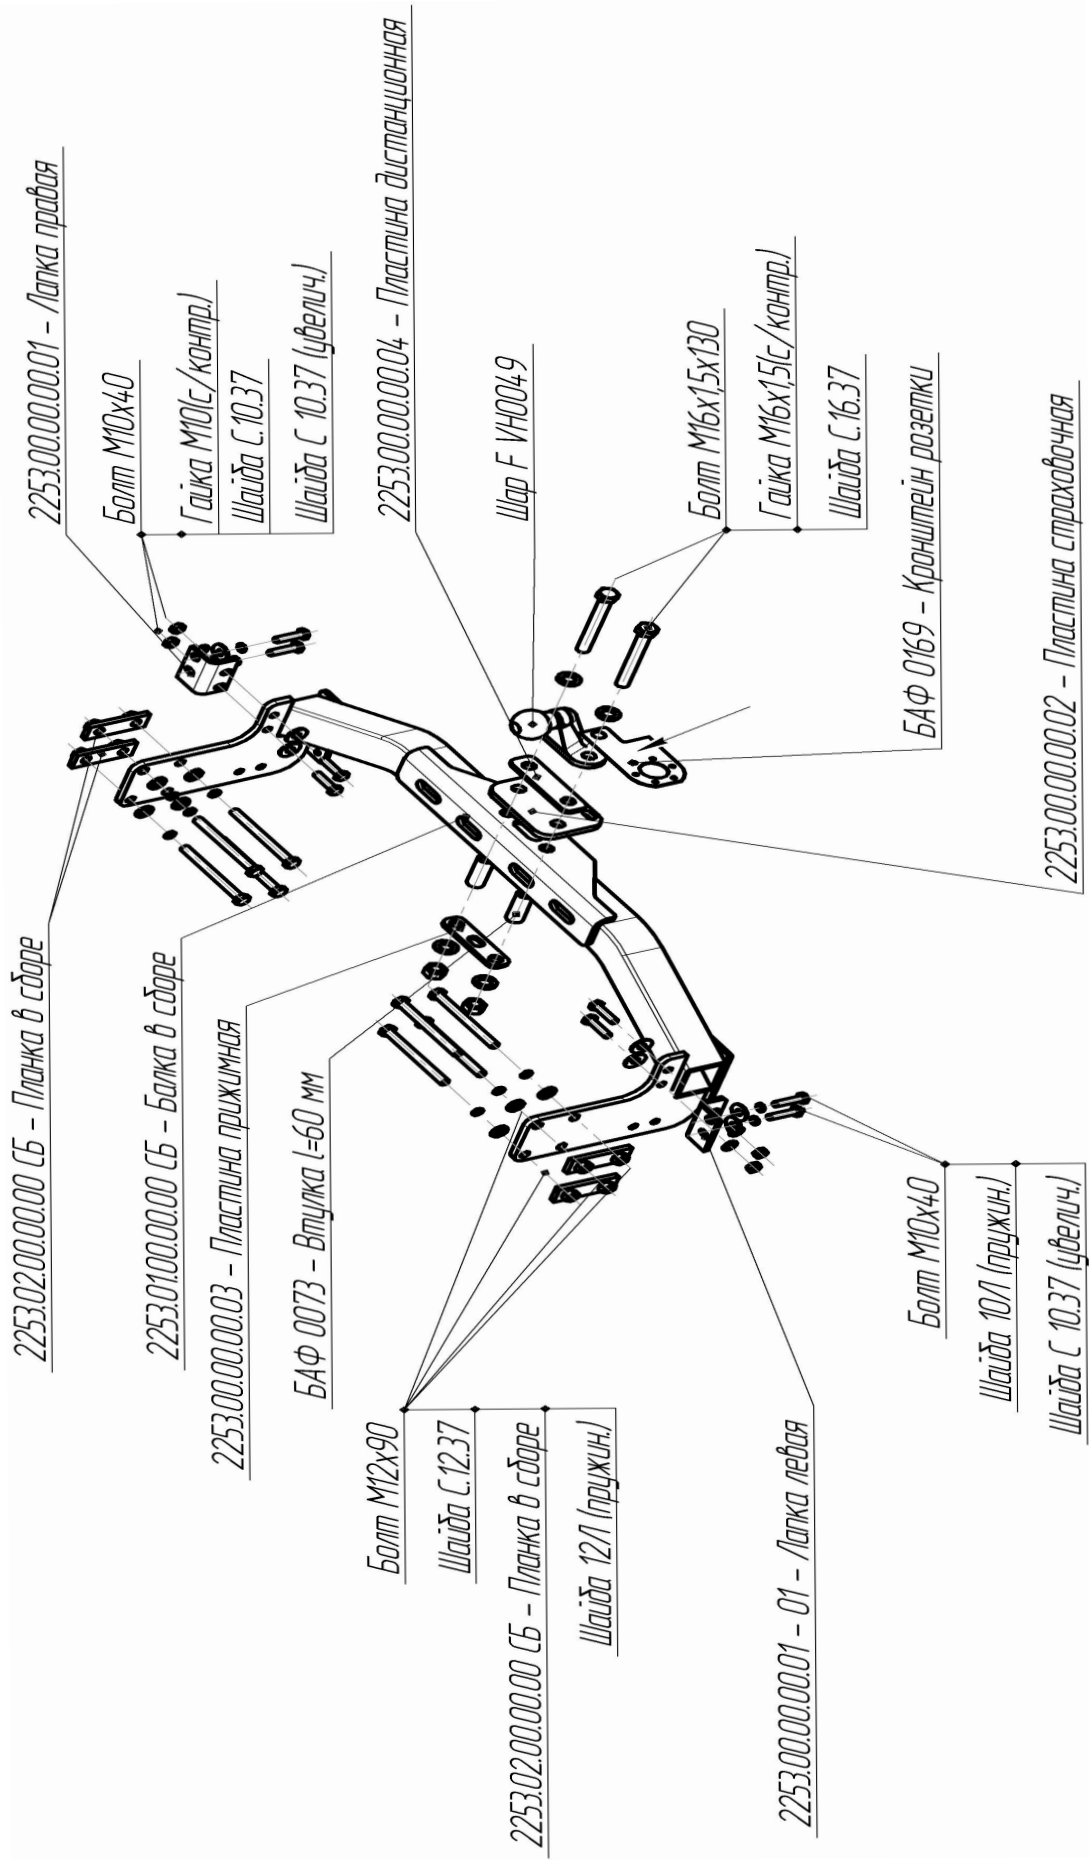 2253.02.00.00.00 СБ – Планка в сборе
2253.01.00.00.00 СБ – Балка в сборе
2253.00.00.00.03 – Пластина прижимная
БАФ 0073 – Втулка l=60 мм
Болт М12х90
Шайба С.12.37
2253.02.00.00.00 СБ – Планка в сборе
Шайба 12Л (пружин.)
2253.00.00.00.01 – 01 – Лапка левая
2253.00.00.00.01 – Лапка правая
Болт М10х40
Гайка М10(с/контр.)
Шайба С.10.37
Шайба С 10.37 (увелич.)
2253.00.00.00.04 – Пластина дистанционная
Шар F VH0049
Болт М16х1,5х130
Гайка М16х1,5(с/контр.)
Шайба С.16.37
БАФ 0169 – Кронштейн розетки
2253.00.00.00.02 – Пластина страховочная
Болт М10х40
Шайба 10Л (пружин.)
Шайба С 10.37 (увелич.)